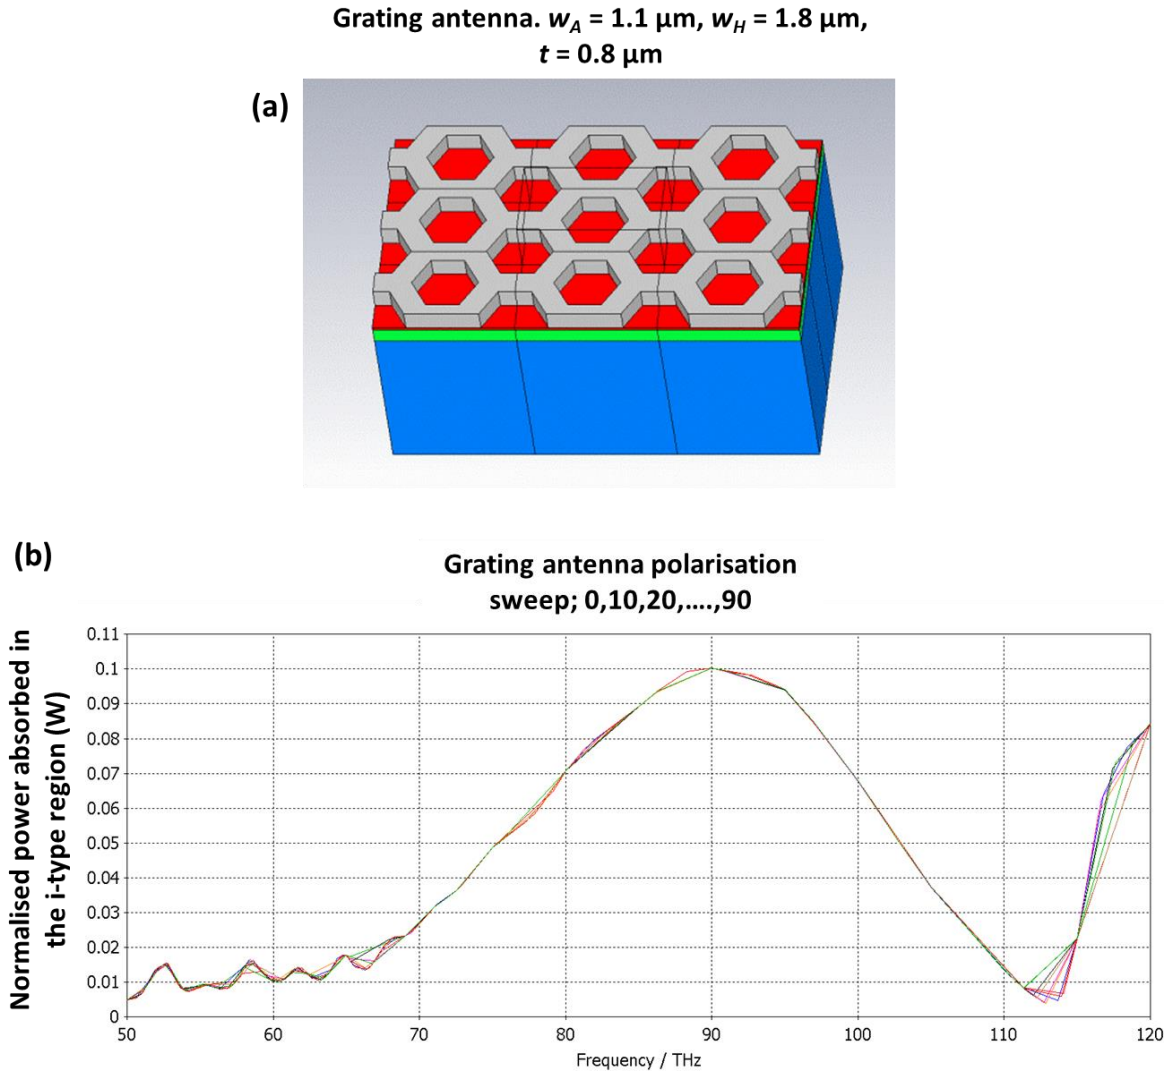 Grating antenna. w_A = 1.1 µm, w_H = 1.8 µm,
t = 0.8 µm
(a)
(b)
Grating antenna polarisation
sweep; 0,10,20,....,90
Normalised power absorbed in
the i-type region (W)
0.11
0.1
0.09
0.08
0.07
0.06
0.05
0.04
0.03
0.02
0.01
0
50
60
70
80
90
100
110
120
Frequency / THz